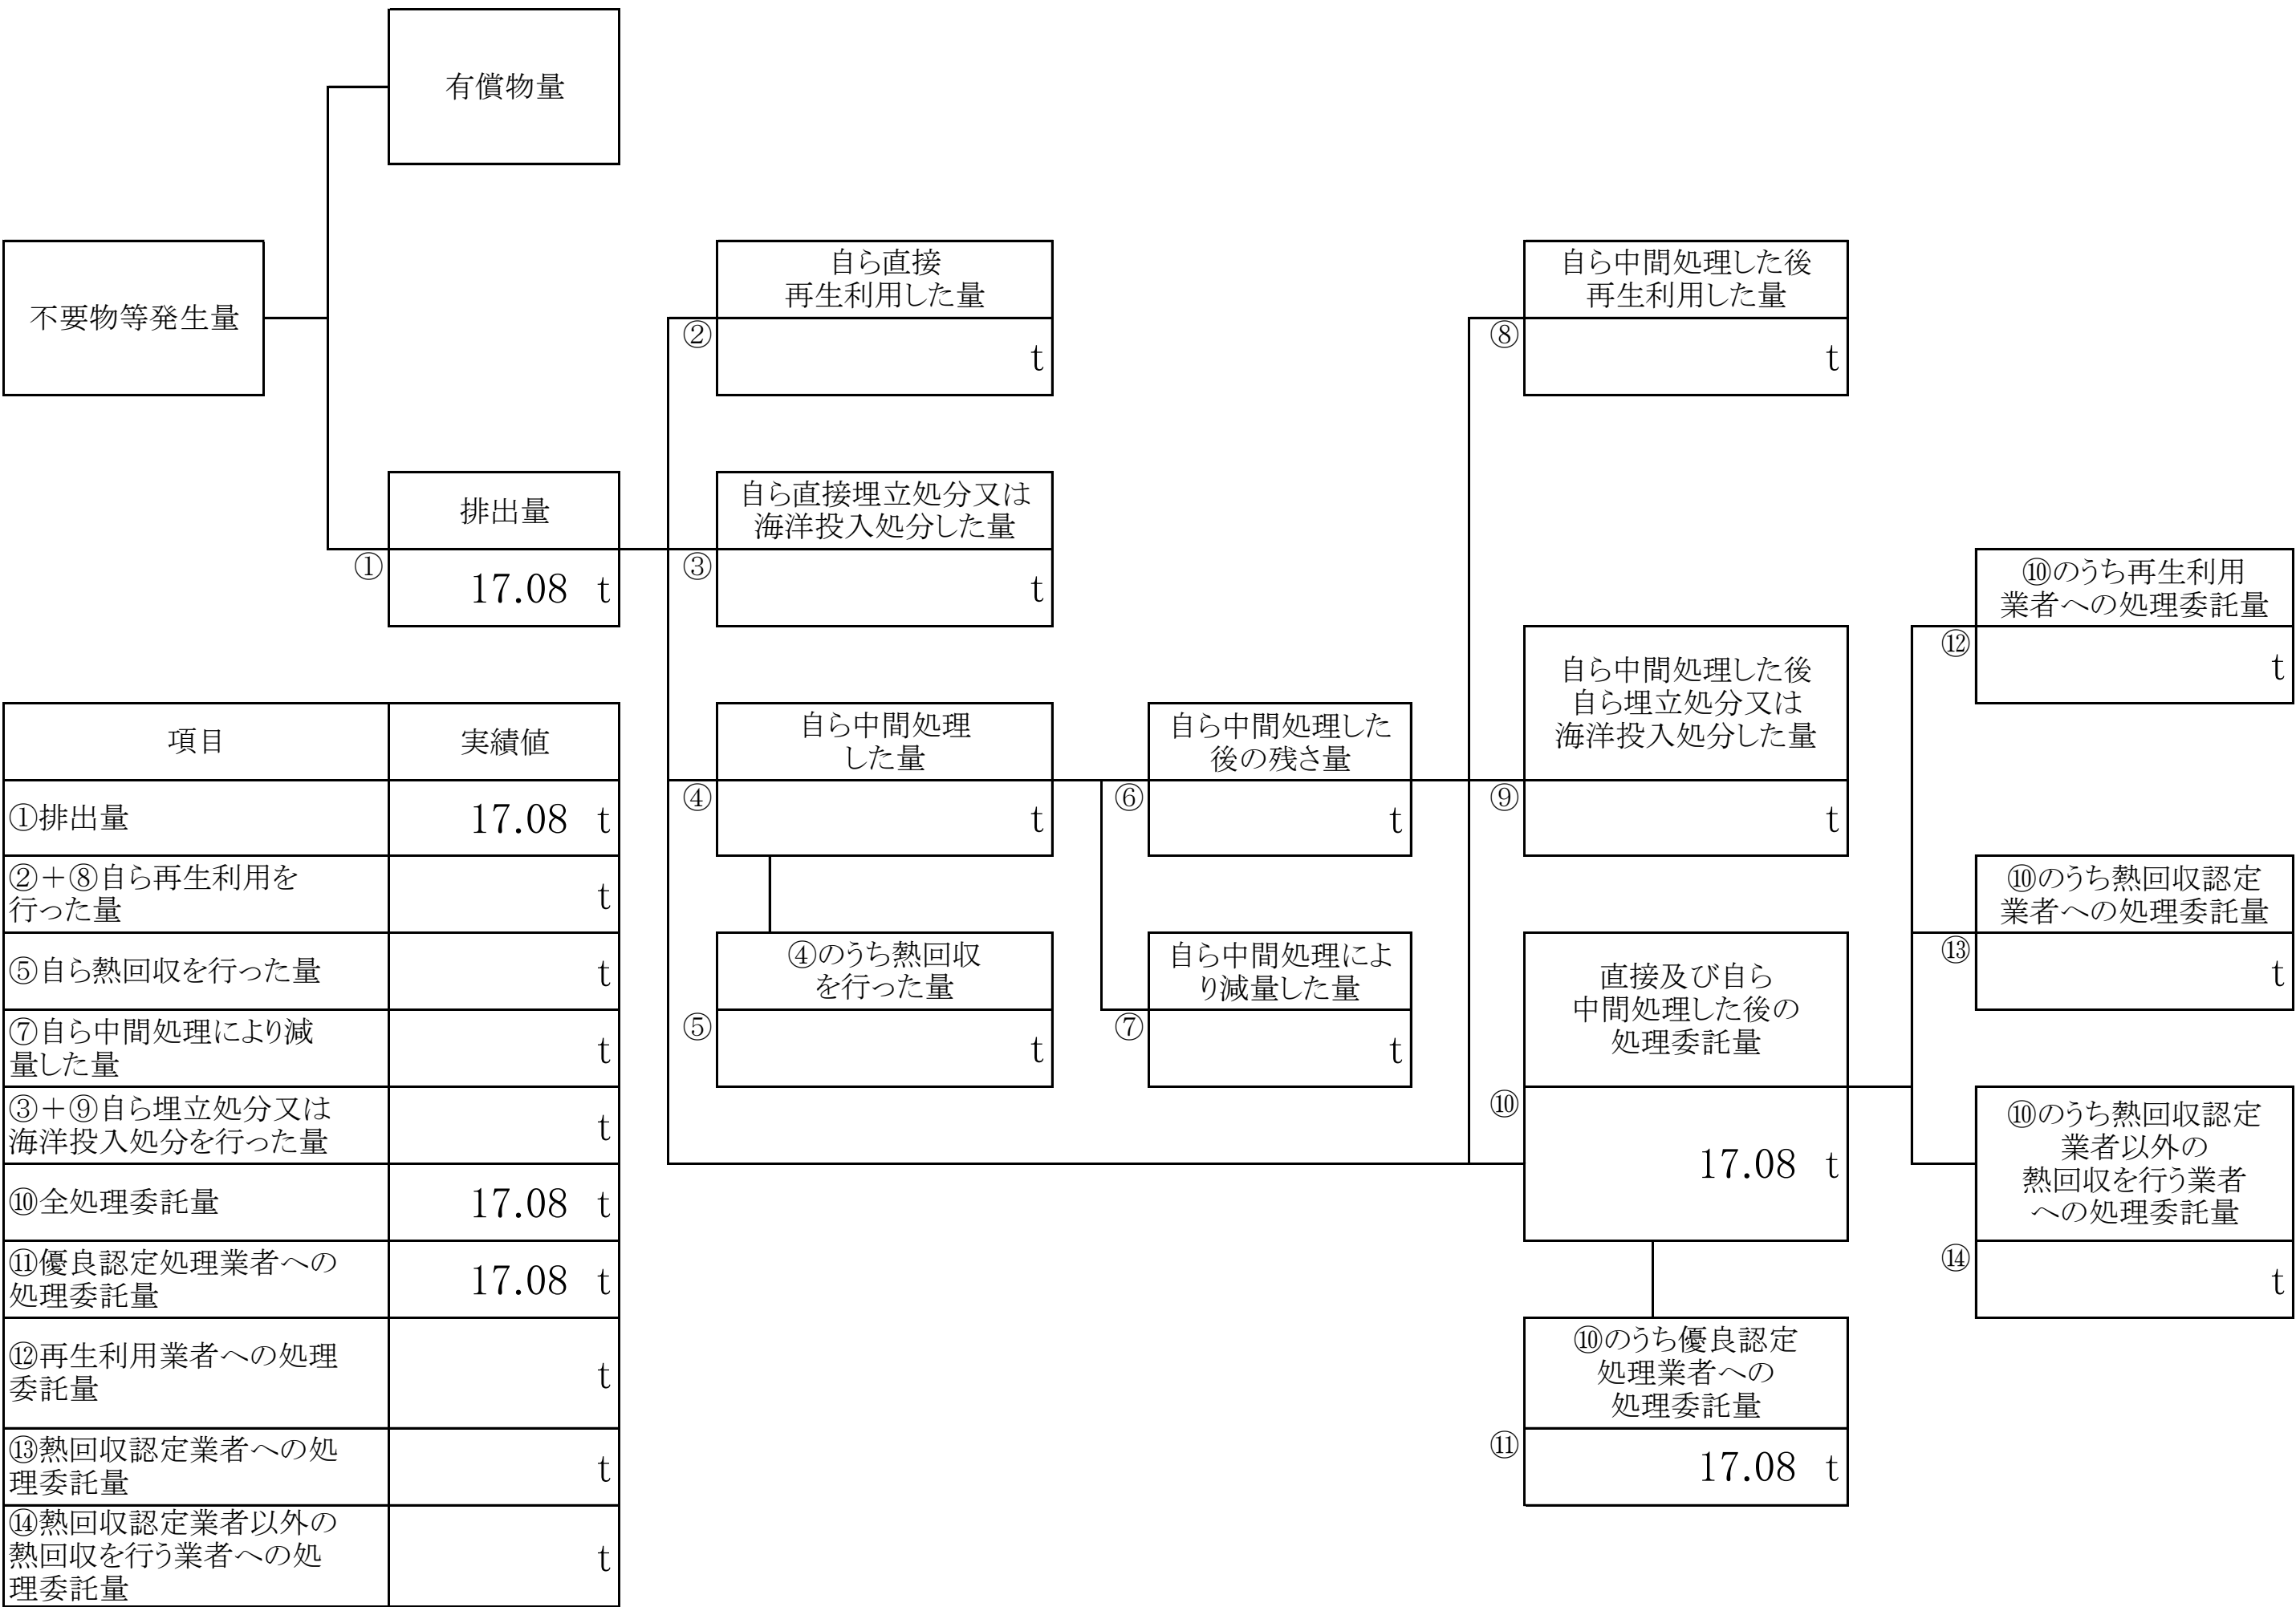 有償物量
不要物等発生量
自ら直接
再生利用した量
②
t
自ら中間処理した後
再生利用した量
⑧
t
排出量
①
17.08 t
自ら直接埋立処分又は
海洋投入処分した量
③
t
⑩のうち再生利用
業者への処理委託量
⑫
t
自ら中間処理した後
自ら埋立処分又は
海洋投入処分した量
⑨
t
自ら中間処理
した量
④
t
自ら中間処理した
後の残さ量
⑥
t
⑩のうち熱回収認定
業者への処理委託量
⑬
t
④のうち熱回収
を行った量
⑤
t
自ら中間処理によ
り減量した量
⑦
t
直接及び自ら
中間処理した後の
処理委託量
⑩
17.08 t
⑩のうち熱回収認定
業者以外の
熱回収を行う業者
への処理委託量
⑭
t
⑩のうち優良認定
処理業者への
処理委託量
⑪
17.08 t
項目 実績値
①排出量 17.08 t
②＋⑧自ら再生利用を
行った量 t
⑤自ら熱回収を行った量 t
⑦自ら中間処理により減
量した量 t
③＋⑨自ら埋立処分又は
海洋投入処分を行った量 t
⑩全処理委託量 17.08 t
⑪優良認定処理業者への
処理委託量 17.08 t
⑫再生利用業者への処理
委託量 t
⑬熱回収認定業者への処
理委託量 t
⑭熱回収認定業者以外の
熱回収を行う業者への処
理委託量 t